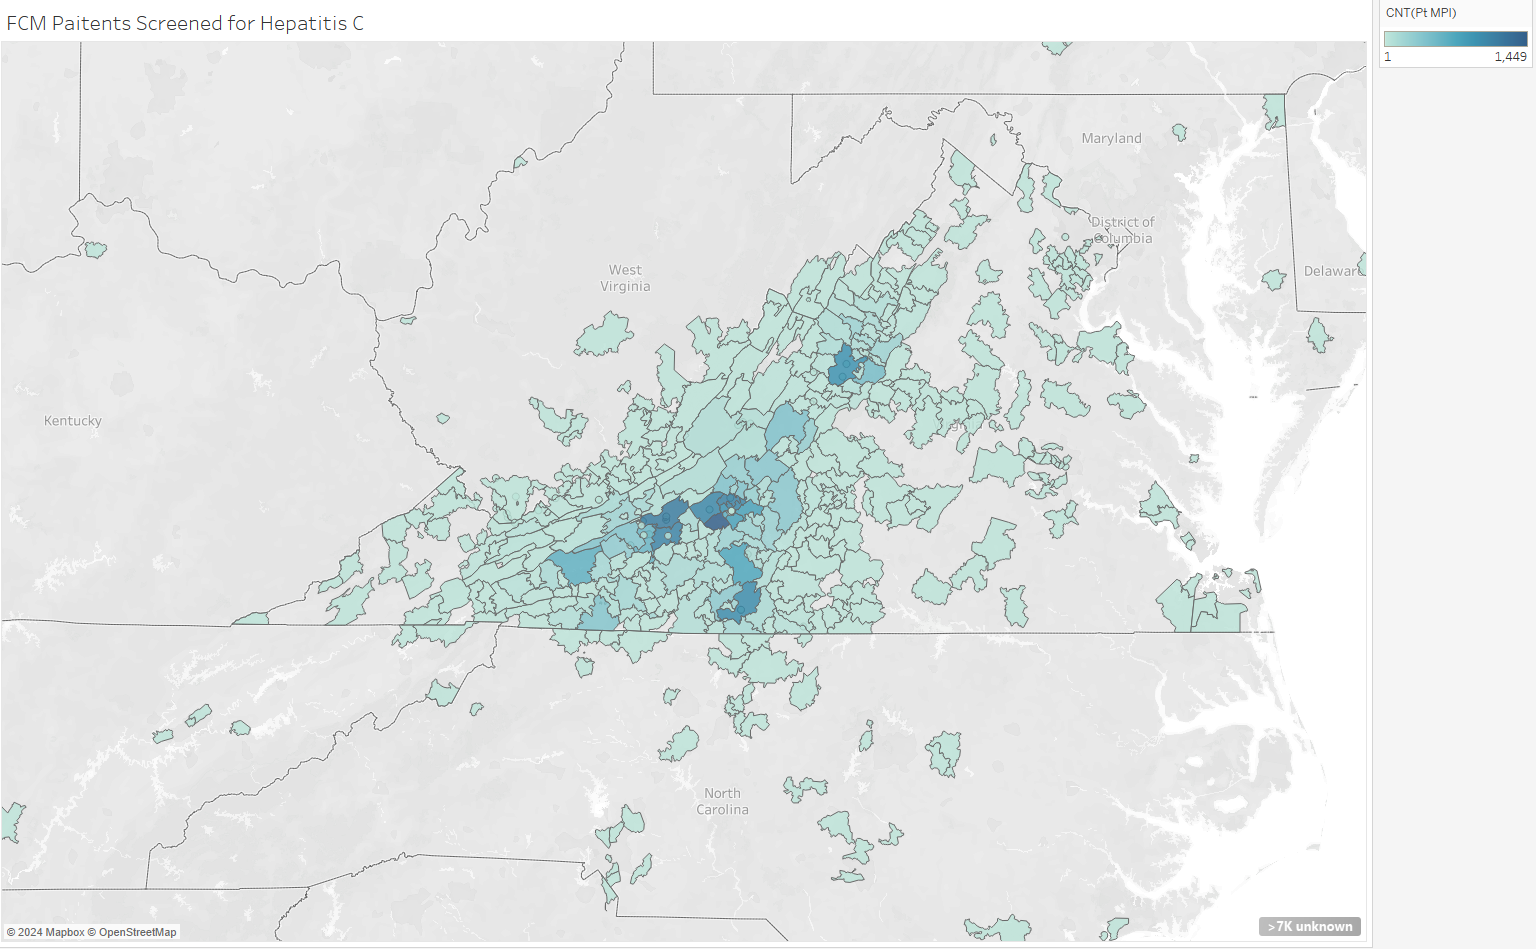 FCM Paitents Screened for Hepatitis C
CNT(Pt MPI)
1
1,449
Maryland
District of
Columbia
West
Virginia
Delaware
Kentucky
North
Carolina
© 2024 Mapbox © OpenStreetMap
>7K unknown